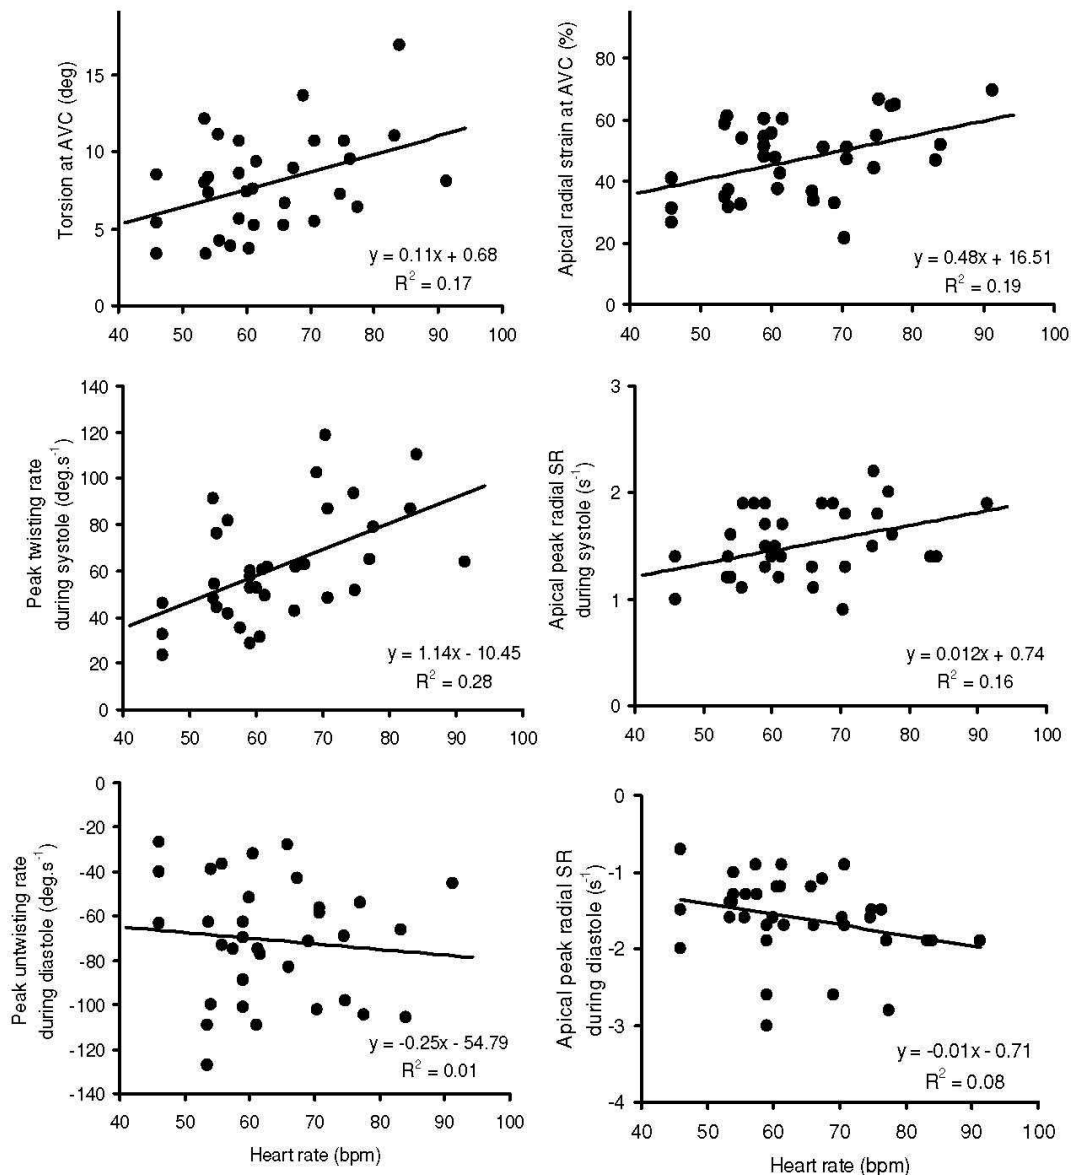 Torsion at AVC (deg)
15
10
5
0
40 50 60 70 80 90 100
y = 0.11x + 0.68
R² = 0.17
Apical radial strain at AVC (%)
80
60
40
20
0
40 50 60 70 80 90 100
y = 0.48x + 16.51
R² = 0.19
Peak twisting rate
during systole (deg.s⁻¹)
140
120
100
80
60
40
20
0
40 50 60 70 80 90 100
y = 1.14x - 10.45
R² = 0.28
Apical peak radial SR
during systole (s⁻¹)
3
2
1
0
40 50 60 70 80 90 100
y = 0.012x + 0.74
R² = 0.16
Peak untwisting rate
during diastole (deg.s⁻¹)
0
-20
-40
-60
-80
-100
-120
-140
40 50 60 70 80 90 100
y = -0.25x - 54.79
R² = 0.01
Heart rate (bpm)
Apical peak radial SR
during diastole (s⁻¹)
0
-1
-2
-3
-4
40 50 60 70 80 90 100
y = -0.01x - 0.71
R² = 0.08
Heart rate (bpm)